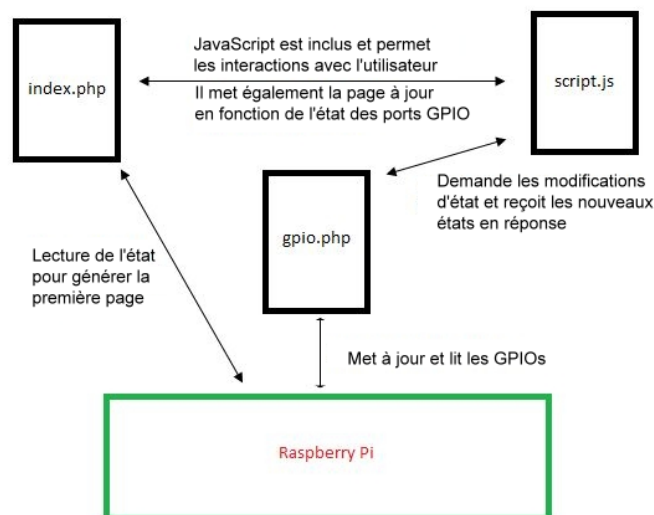 JavaScript est inclus et permet
les interactions avec l'utilisateur
index.php
script.js
Il met également la page à jour
en fonction de l'état des ports GPIO
Demande les modifications
d'état et reçoit les nouveaux
états en réponse
gpio.php
Lecture de l'état
pour générer la
première page
Met à jour et lit les GPIOs
Raspberry Pi